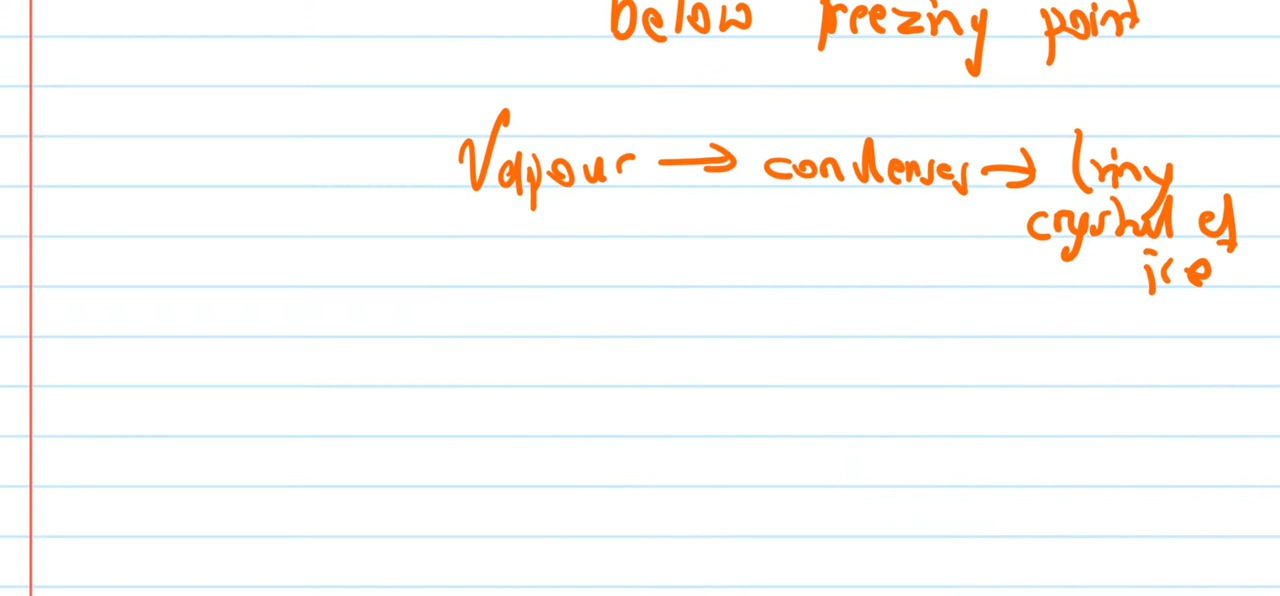 below freezing point
Vapour → condenses → tiny
crystal of
ice